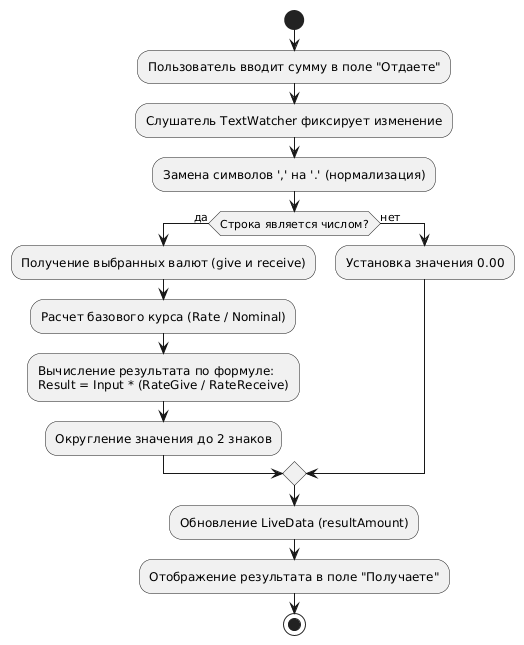 Пользователь вводит сумму в поле "Отдаете"
Слушатель TextWatcher фиксирует изменение
Замена символов ',' на '.' (нормализация)
да
Строка является числом?
нет
Получение выбранных валют (give и receive)
Установка значения 0.00
Расчет базового курса (Rate / Nominal)
Вычисление результата по формуле:
Result = Input * (RateGive / RateReceive)
Округление значения до 2 знаков
Обновление LiveData (resultAmount)
Отображение результата в поле "Получаете"